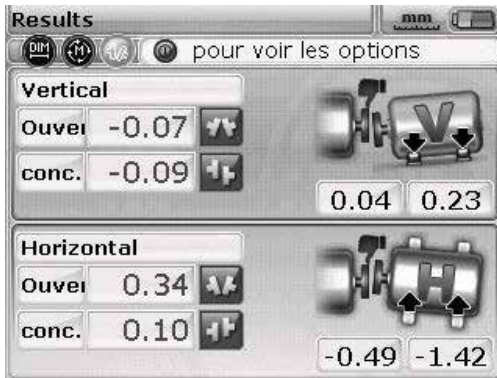 Results mm
DIM M pour voir les options
Vertical
Ouver -0.07
conc. -0.09
V
0.04 0.23
Horizontal
Ouver 0.34
conc. 0.10
H
-0.49 -1.42